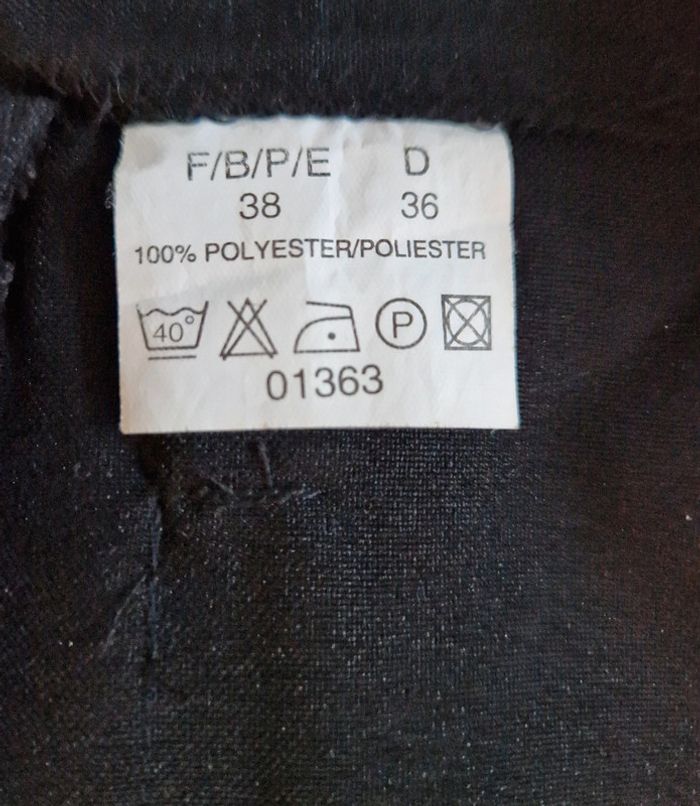 F/B/P/E D
38 36
100% POLYESTER/POLIESTER
40° P
01363